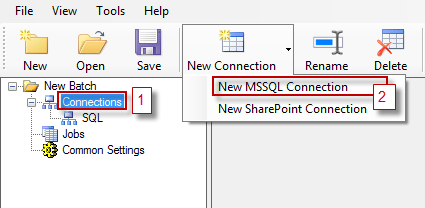 File View Tools Help
New Open Save New Connection Rename Delete
New MSSQL Connection
2
New SharePoint Connection
New Batch
Connections 1
SQL
Jobs
Common Settings